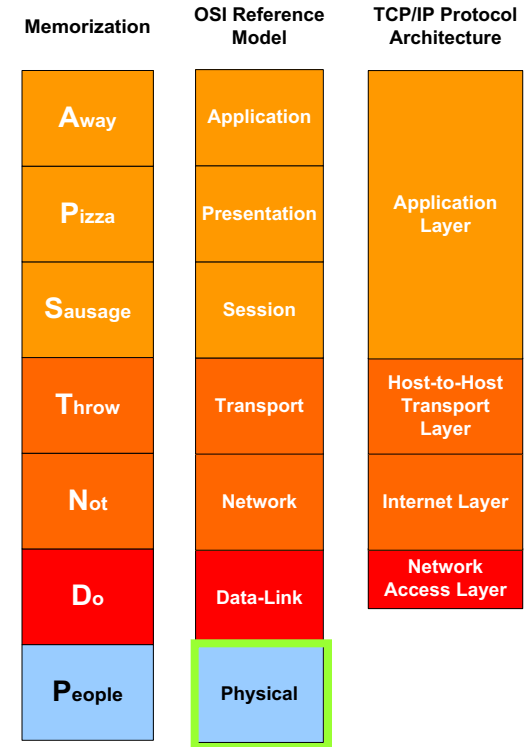 Memorization
Away
Pizza
Sausage
Throw
Not
Do
People
OSI Reference
Model
Application
Presentation
Session
Transport
Network
Data-Link
Physical
TCP/IP Protocol
Architecture
Application
Layer
Host-to-Host
Transport
Layer
Internet Layer
Network
Access Layer